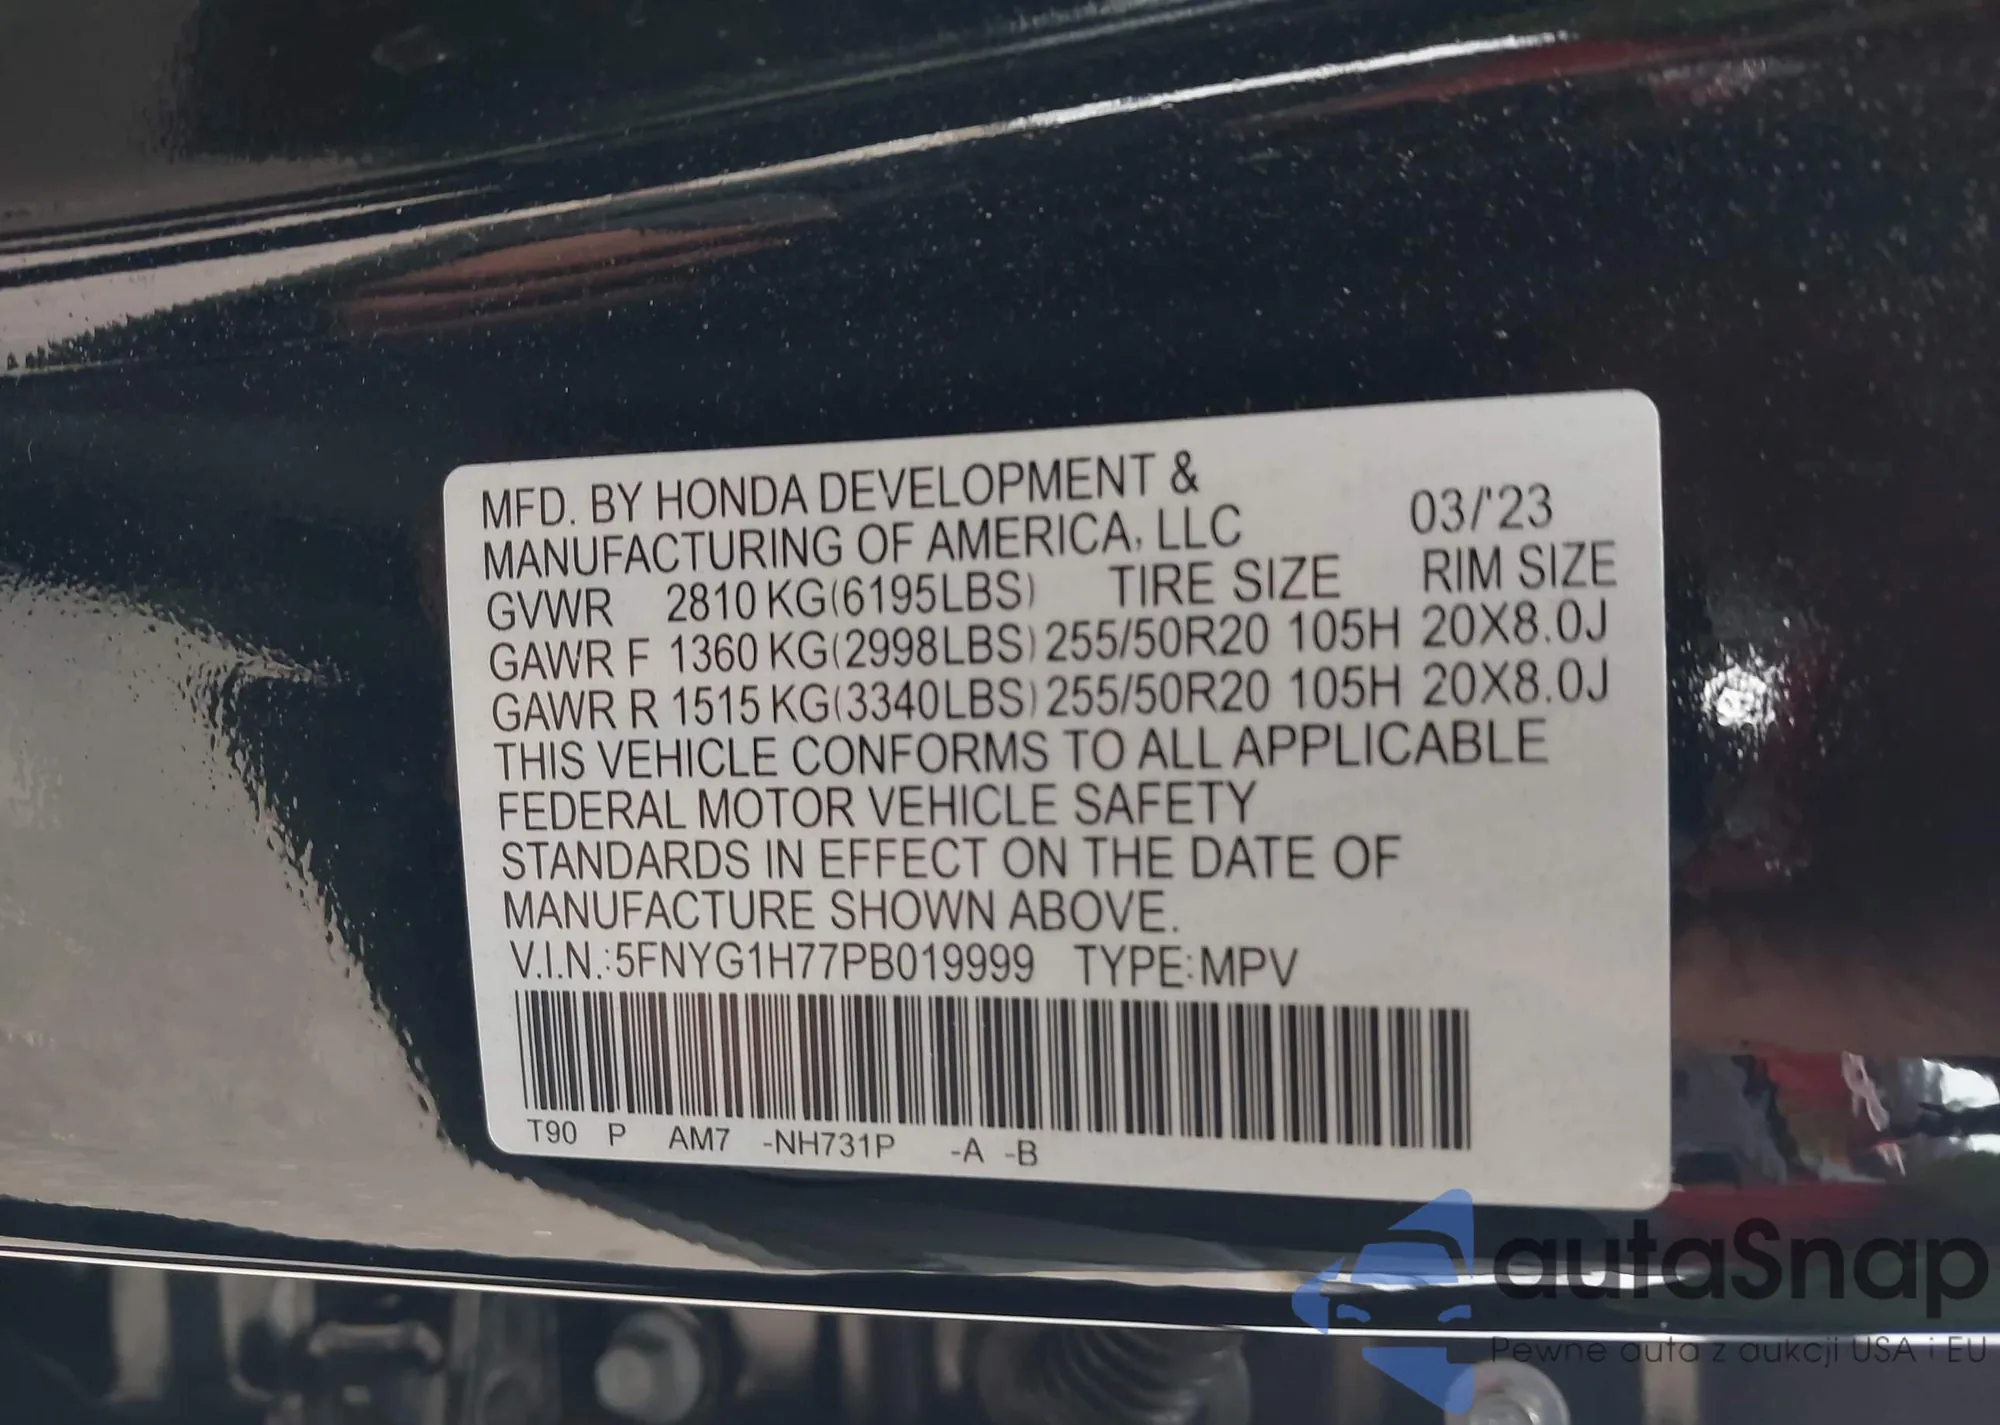 MFD. BY HONDA DEVELOPMENT &
MANUFACTURING OF AMERICA, LLC 03/'23
GVWR 2810 KG(6195LBS) TIRE SIZE RIM SIZE
GAWR F 1360 KG(2998LBS) 255/50R20 105H 20X8.0J
GAWR R 1515 KG(3340LBS) 255/50R20 105H 20X8.0J
THIS VEHICLE CONFORMS TO ALL APPLICABLE
FEDERAL MOTOR VEHICLE SAFETY
STANDARDS IN EFFECT ON THE DATE OF
MANUFACTURE SHOWN ABOVE.
V.I.N.:5FNYG1H77PB019999 TYPE:MPV
T90 P AM7 -NH731P -A -B
autaSnap
Pewne auta z aukcji USA i EU